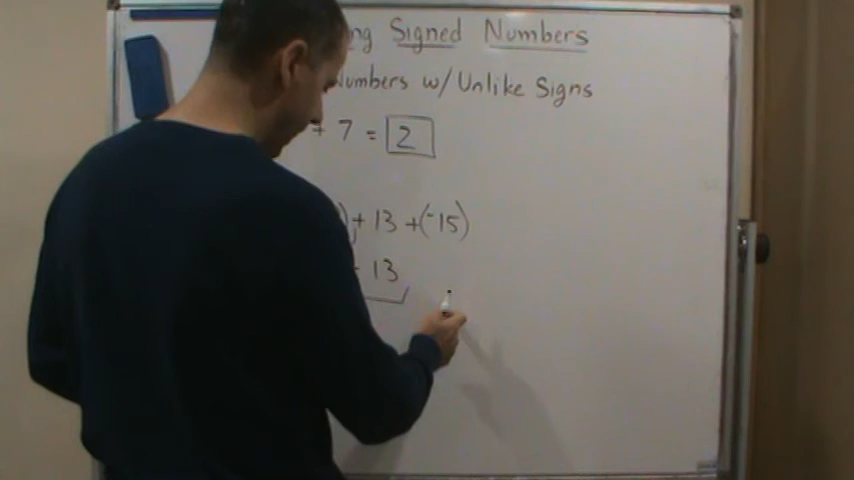 Signed Numbers
Numbers w/ Unlike Signs
+ 7 = 2
) + 13 + (-15)
13